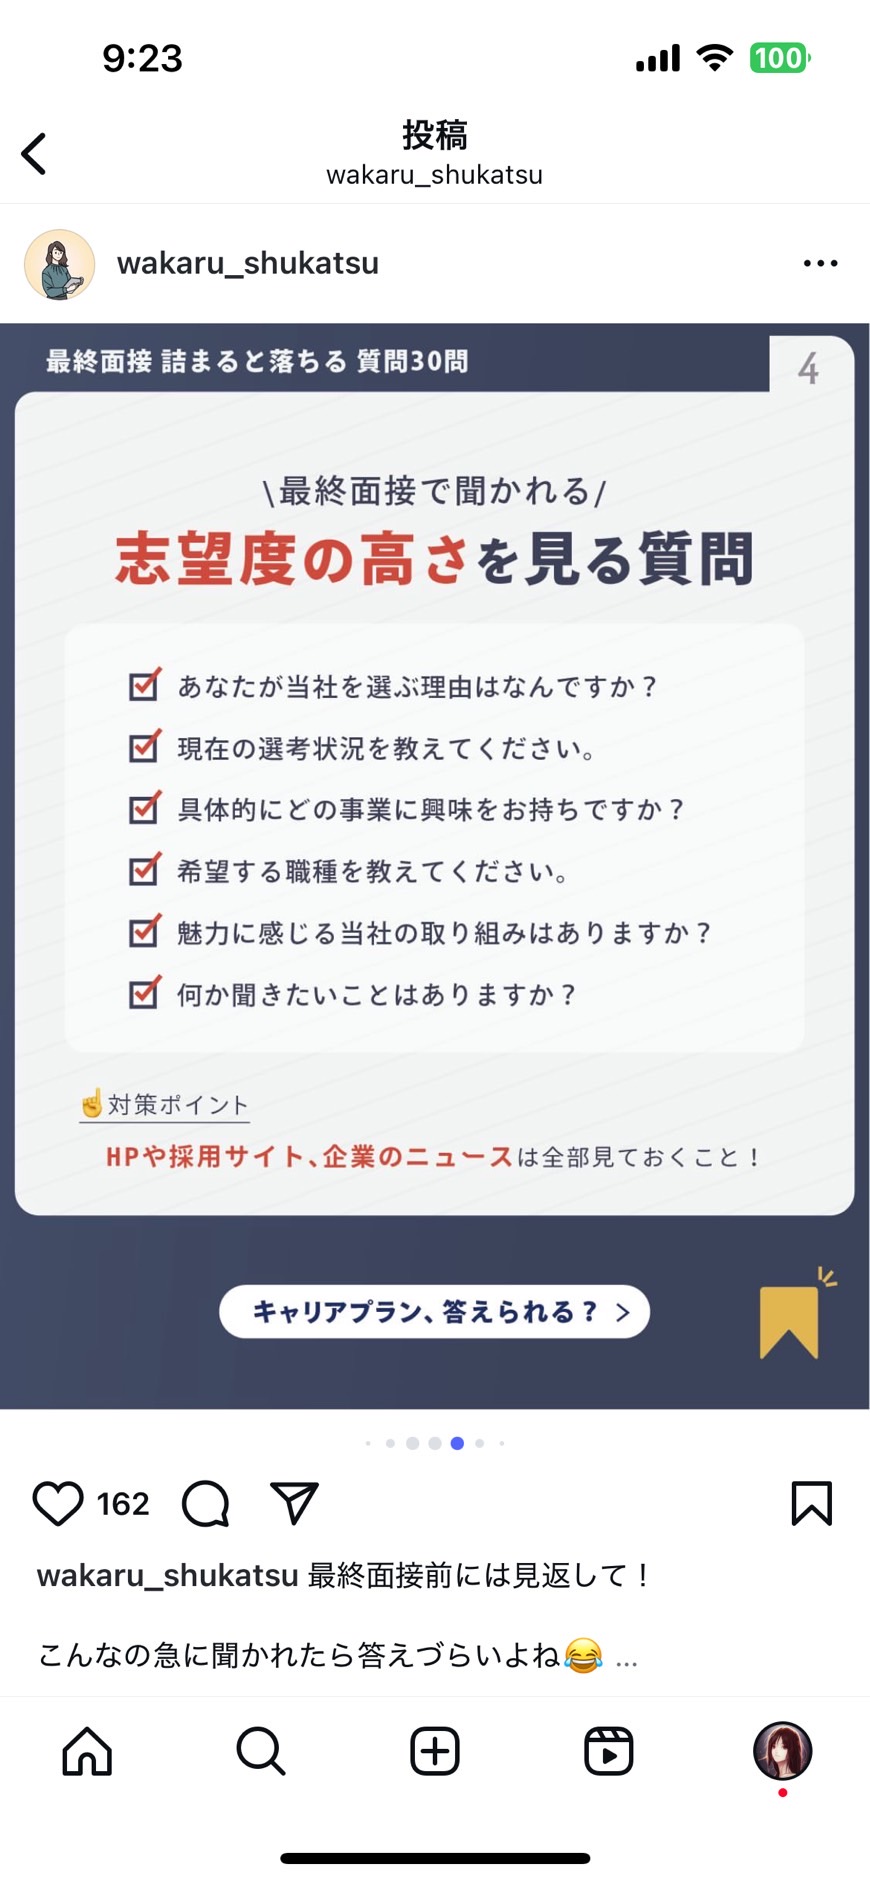 9:23
100
投稿
wakaru_shukatsu
wakaru_shukatsu
最終面接 詰まると落ちる 質問30問
4
\最終面接で聞かれる/
志望度の高さを見る質問
あなたが当社を選ぶ理由はなんですか？
現在の選考状況を教えてください。
具体的にどの事業に興味をお持ちですか？
希望する職種を教えてください。
魅力に感じる当社の取り組みはありますか？
何か聞きたいことはありますか？
☝対策ポイント
HPや採用サイト、企業のニュースは全部見ておくこと！
キャリアプラン、答えられる？ >
162
wakaru_shukatsu 最終面接前には見返して！
こんなの急に聞かれたら答えづらいよね😂 ...